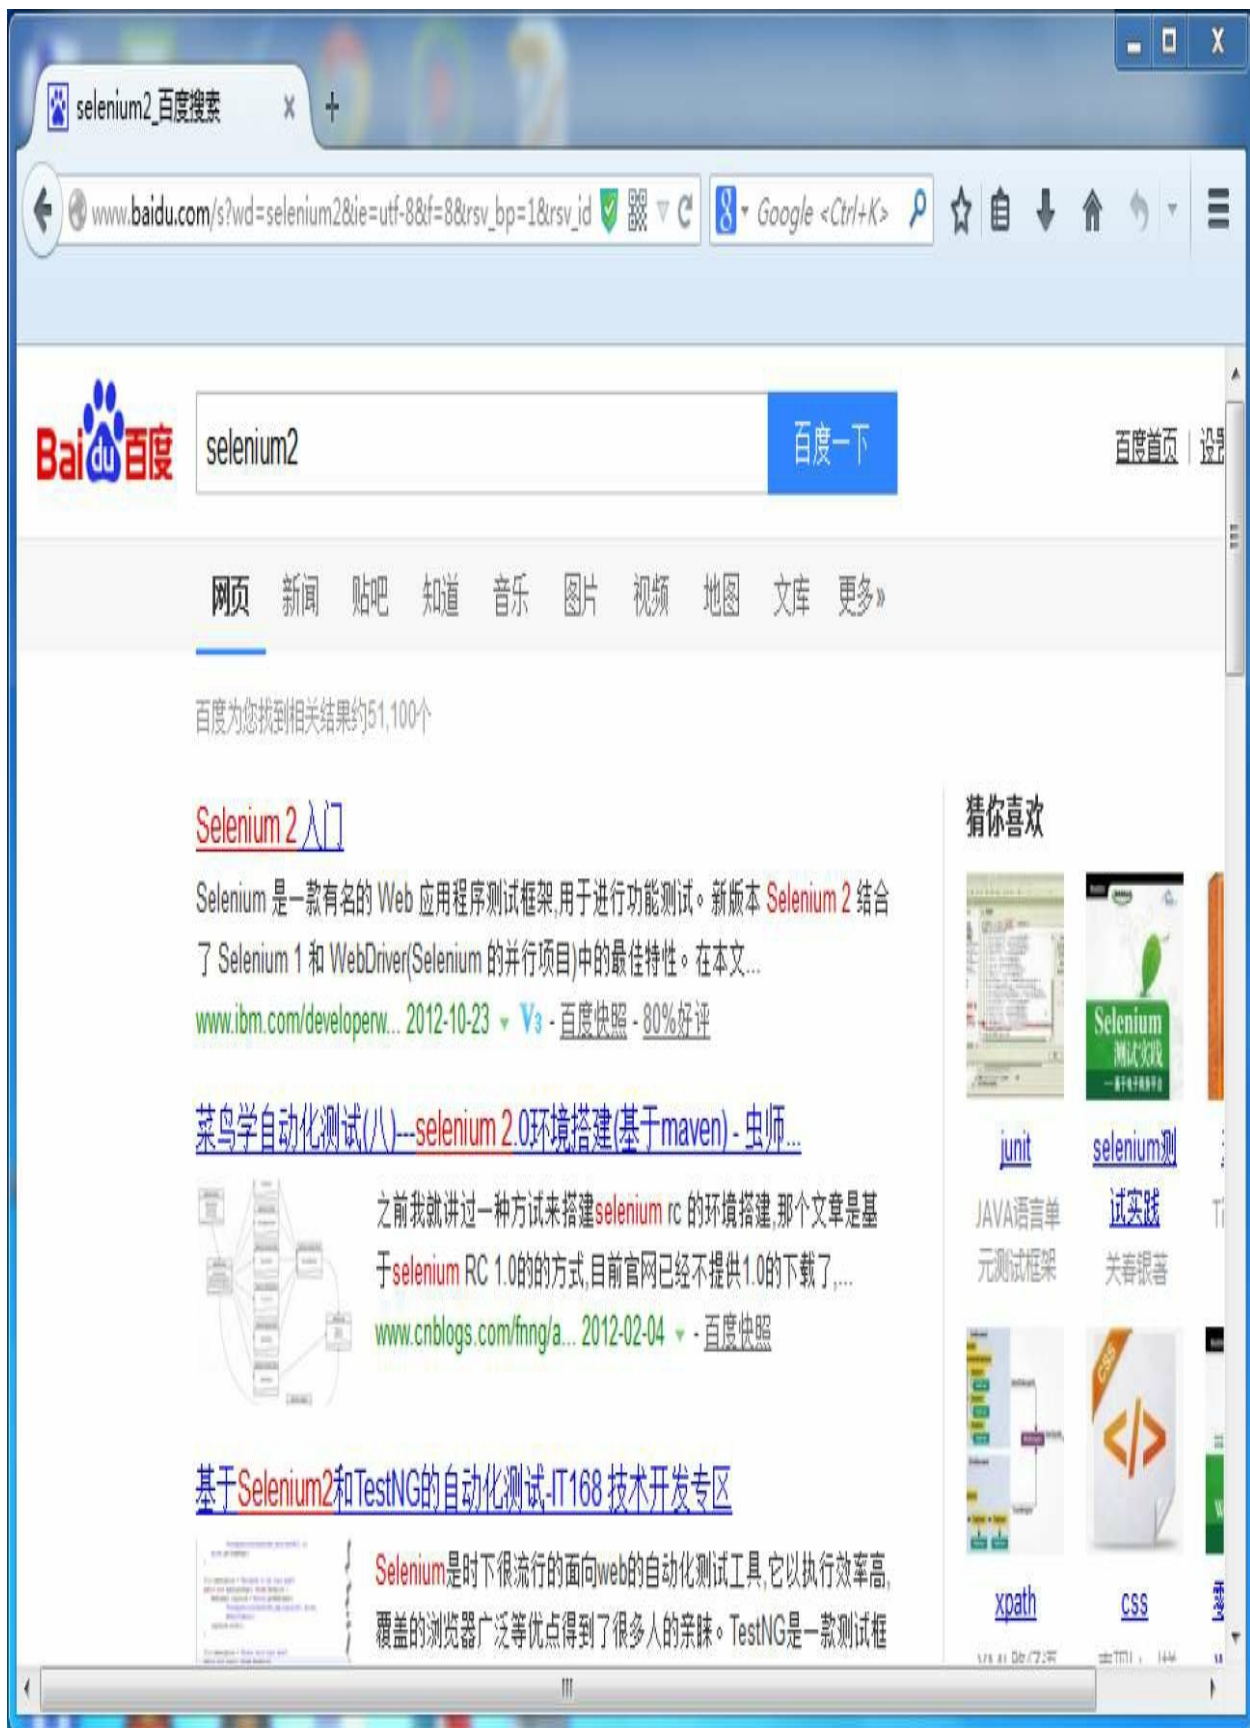 selenium2_百度搜索
www.baidu.com/s?wd=selenium2&ie=utf-8&f=8&rsv_bp=1&rsv_id
Google <Ctrl+K>
Bai du 百度
selenium2
百度一下
百度首页 | 设
网页 新闻 贴吧 知道 音乐 图片 视频 地图 文库 更多»
百度为您找到相关结果约51,100个
Selenium 2 入门
Selenium 是一款有名的 Web 应用程序测试框架,用于进行功能测试。新版本 Selenium 2 结合
了 Selenium 1 和 WebDriver(Selenium 的并行项目)中的最佳特性。在本文...
www.ibm.com/developerw... 2012-10-23 V3 - 百度快照 - 80%好评
菜鸟学自动化测试(八)---selenium 2.0环境搭建(基于maven) - 虫师...
之前我就讲过一种方试来搭建selenium rc 的环境搭建,那个文章是基
于selenium RC 1.0的的方式,目前官网已经不提供1.0的下载了,...
www.cnblogs.com/fnng/a... 2012-02-04 - 百度快照
基于Selenium2和TestNG的自动化测试-IT168 技术开发专区
Selenium是时下很流行的面向web的自动化测试工具,它以执行效率高,
覆盖的浏览器广泛等优点得到了很多人的亲睐。TestNG是一款测试框
猜你喜欢
Selenium
测试实践
——基于电子商务平台
junit
JAVA语言单
元测试框架
selenium测
试实践
关春银著
CSS
</>
xpath
css